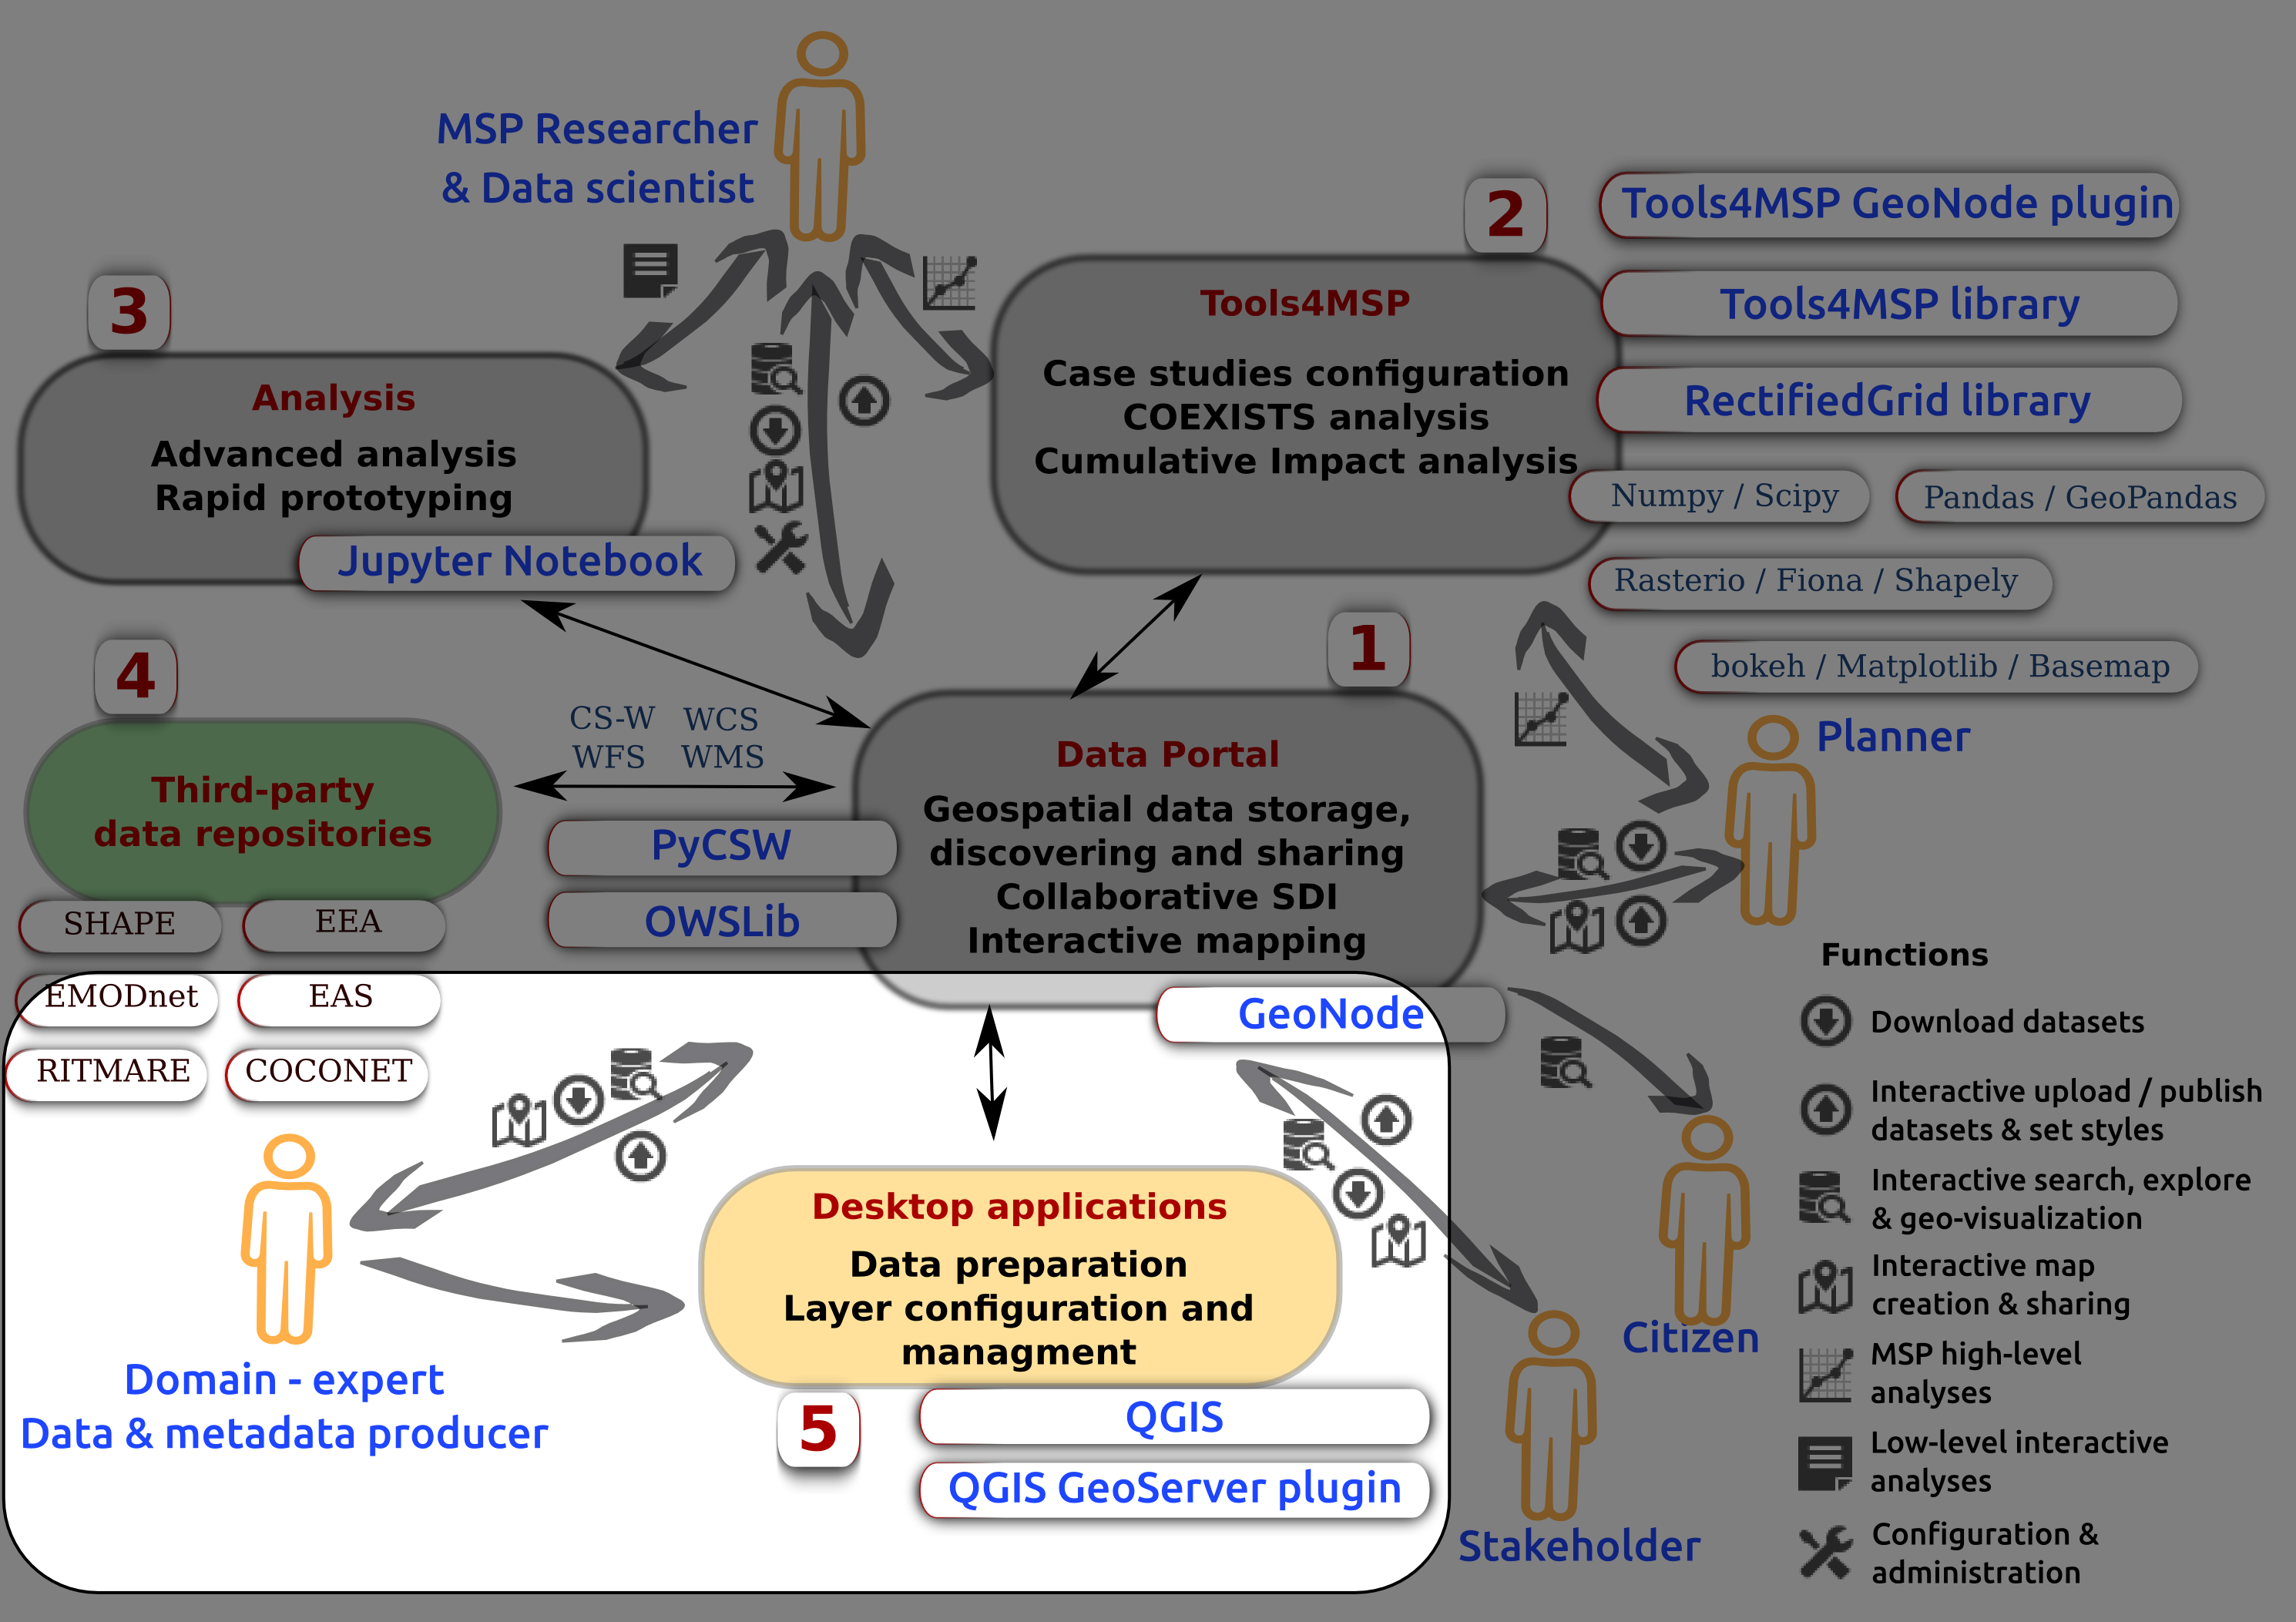 MSP Researcher
& Data scientist
3
Analysis
Advanced analysis
Rapid prototyping
Jupyter Notebook
2
Tools4MSP
Case studies configuration
COEXISTS analysis
Cumulative Impact analysis
Tools4MSP GeoNode plugin
Tools4MSP library
RectifiedGrid library
Numpy / Scipy
Pandas / GeoPandas
Rasterio / Fiona / Shapely
bokeh / Matplotlib / Basemap
4
Third-party
data repositories
SHAPE
EEA
EMODnet
EAS
RITMARE
COCONET
CS-W WCS
WFS WMS
PyCSW
OWSLib
1
Data Portal
Geospatial data storage,
discovering and sharing
Collaborative SDI
Interactive mapping
GeoNode
Planner
Domain - expert
Data & metadata producer
Desktop applications
Data preparation
Layer configuration and
managment
5
QGIS
QGIS GeoServer plugin
Citizen
Stakeholder
Functions
Download datasets
Interactive upload / publish
datasets & set styles
Interactive search, explore
& geo-visualization
Interactive map
creation & sharing
MSP high-level
analyses
Low-level interactive
analyses
Configuration &
administration